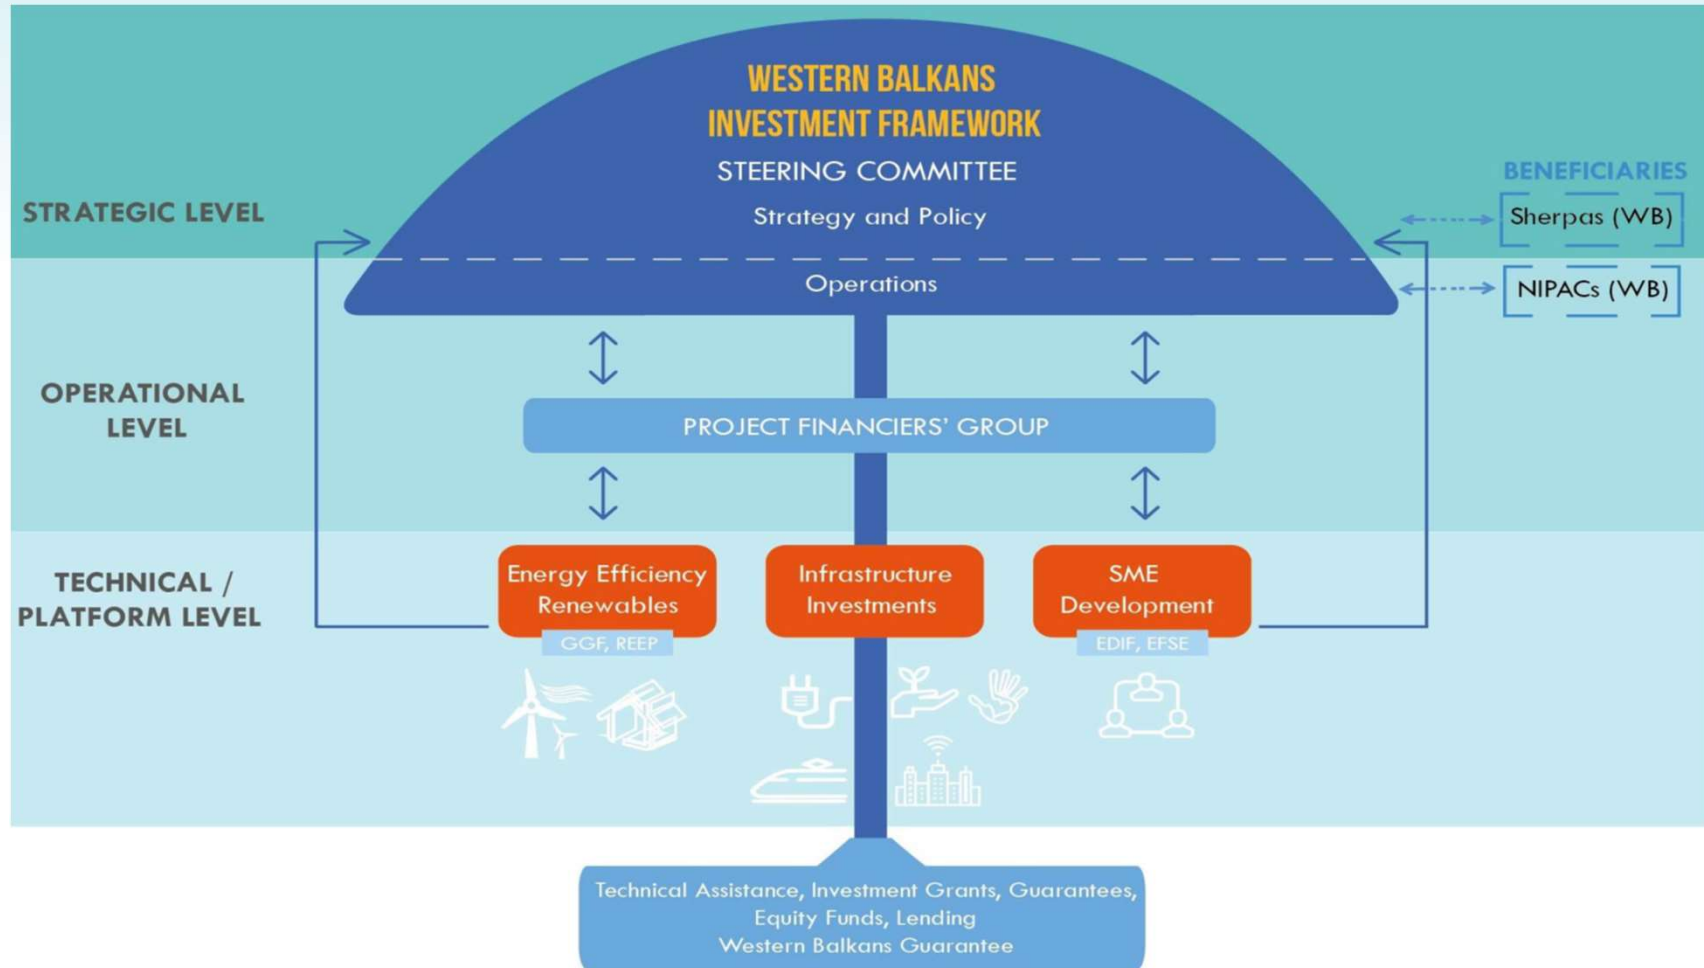 WESTERN BALKANS
INVESTMENT FRAMEWORK
STEERING COMMITTEE
Strategy and Policy
STRATEGIC LEVEL
BENEFICIARIES
Sherpas (WB)
Operations
NIPACs (WB)
OPERATIONAL
LEVEL
PROJECT FINANCIERS’ GROUP
TECHNICAL /
PLATFORM LEVEL
Energy Efficiency
Renewables
GGF, REEP
Infrastructure
Investments
SME
Development
EDIF, EFSE
Technical Assistance, Investment Grants, Guarantees,
Equity Funds, Lending
Western Balkans Guarantee